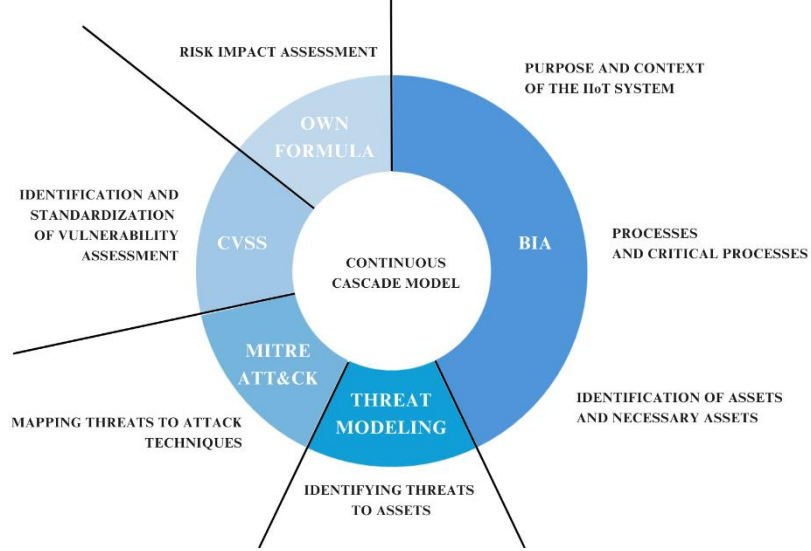 RISK IMPACT ASSESSMENT
PURPOSE AND CONTEXT
OF THE IIoT SYSTEM
OWN
FORMULA
IDENTIFICATION AND
STANDARDIZATION
OF VULNERABILITY
ASSESSMENT
CVSS
CONTINUOUS
CASCADE MODEL
BIA
PROCESSES
AND CRITICAL PROCESSES
MITRE
ATT&CK
THREAT
MODELING
IDENTIFICATION OF ASSETS
AND NECESSARY ASSETS
MAPPING THREATS TO ATTACK
TECHNIQUES
IDENTIFYING THREATS
TO ASSETS